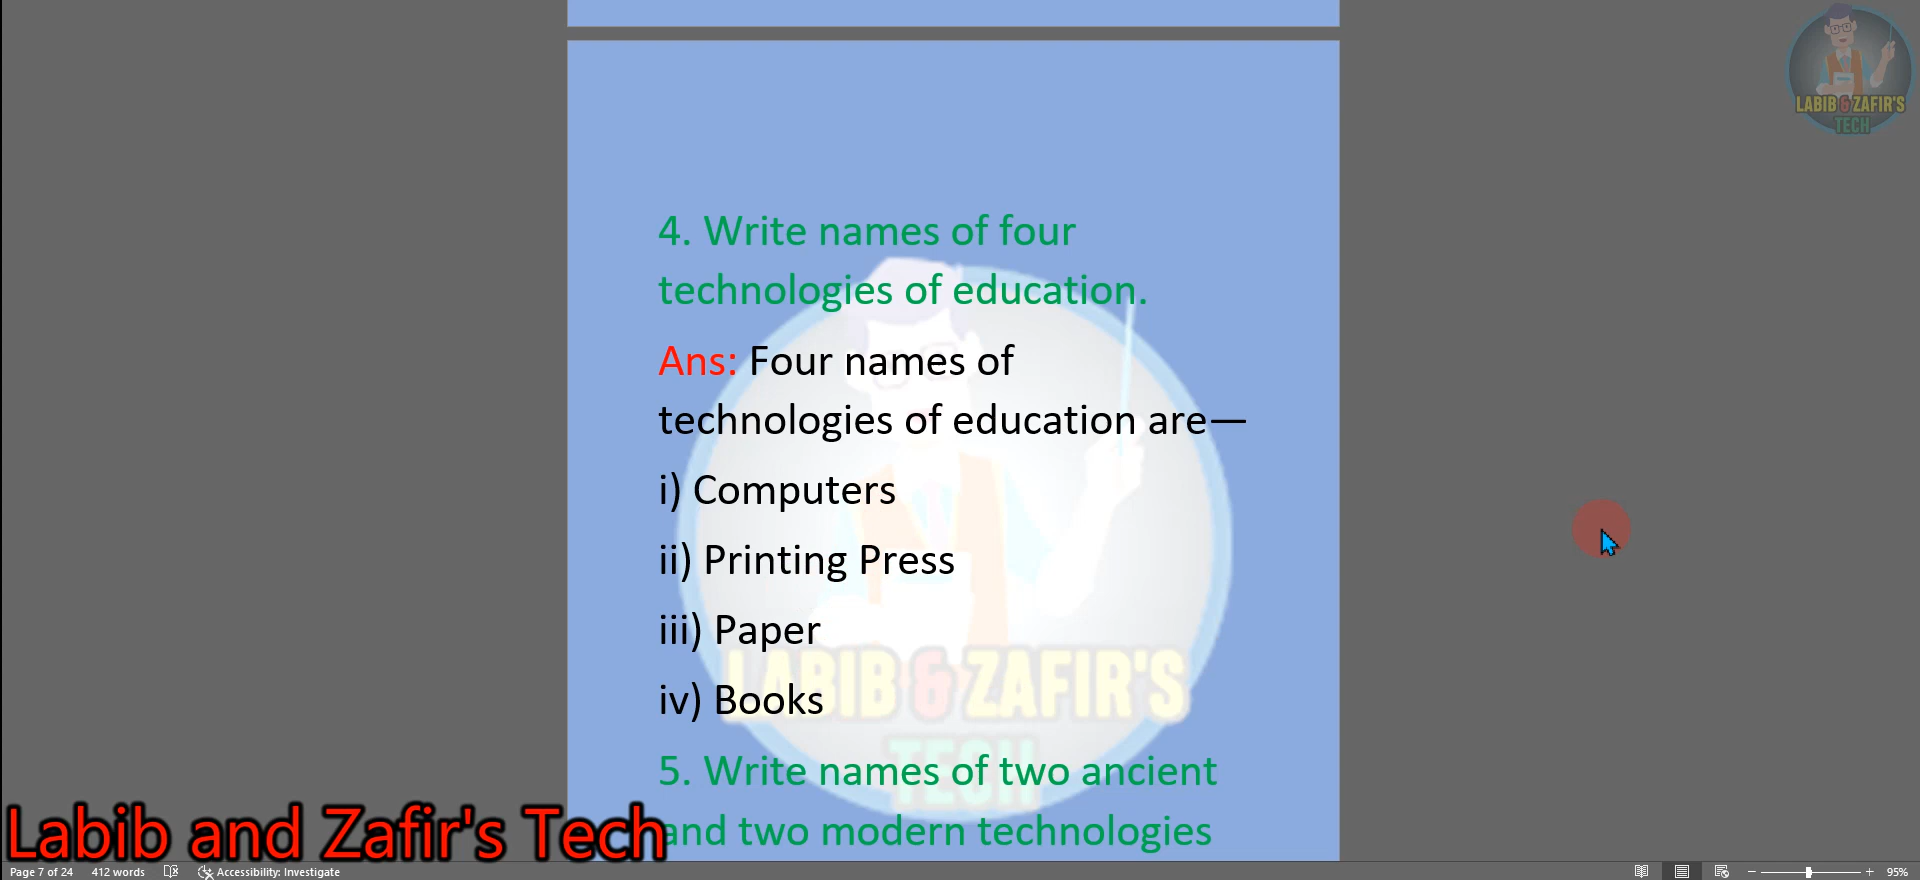 LABIB & ZAFIR'S
TECH
4. Write names of four
technologies of education.
Ans: Four names of
technologies of education are—
i) Computers
ii) Printing Press
iii) Paper
iv) Books
LABIB & ZAFIR'S
TECH
5. Write names of two ancient
and two modern technologies
Labib and Zafir's Tech
Page 7 of 24 412 words Accessibility: Investigate 95%